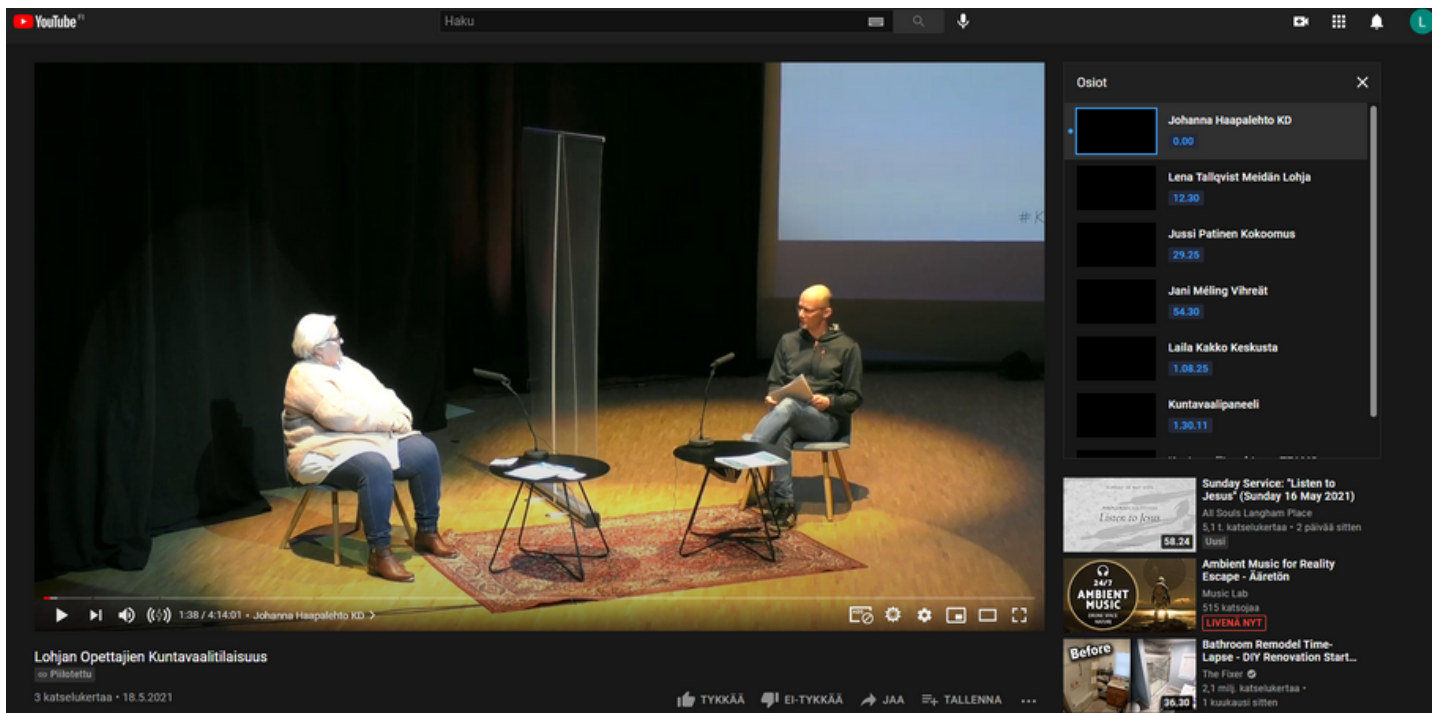 YouTube FI
Haku
L
# K
1:38 / 4:14:01 • Johanna Haapalehto KD >
Lohjan Opettajien Kuntavaalitilaisuus
Piilotettu
3 katselukertaa • 18.5.2021
TYKKÄÄ
EI-TYKKÄÄ
JAA
TALLENNA
Osiot
Johanna Haapalehto KD
0.00
Lena Tallqvist Meidän Lohja
12.30
Jussi Patinen Kokoomus
29.25
Jani Méling Vihreät
54.30
Laila Kakko Keskusta
1.08.25
Kuntavaalipaneeli
1.30.11
Listen to Jesus
58.24
Sunday Service: "Listen to
Jesus" (Sunday 16 May 2021)
All Souls Langham Place
5,1 t. katselukertaa • 2 päivää sitten
Uusi
24/7
AMBIENT
MUSIC
Ambient Music for Reality
Escape - Ääretön
Music Lab
515 katsojaa
LIVENÄ NYT
Before
36.30
Bathroom Remodel Time-
Lapse - DIY Renovation Start...
The Fixer
2,1 milj. katselukertaa •
1 kuukausi sitten